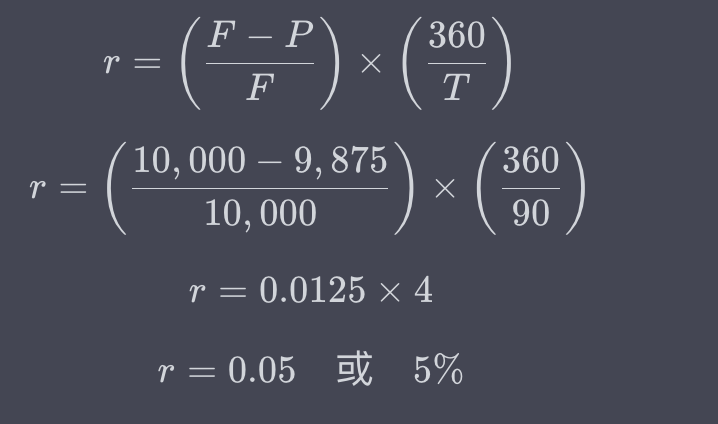 r = (F − P / F) × (360 / T)
r = (10,000 − 9,875 / 10,000) × (360 / 90)
r = 0.0125 × 4
r = 0.05 或 5%